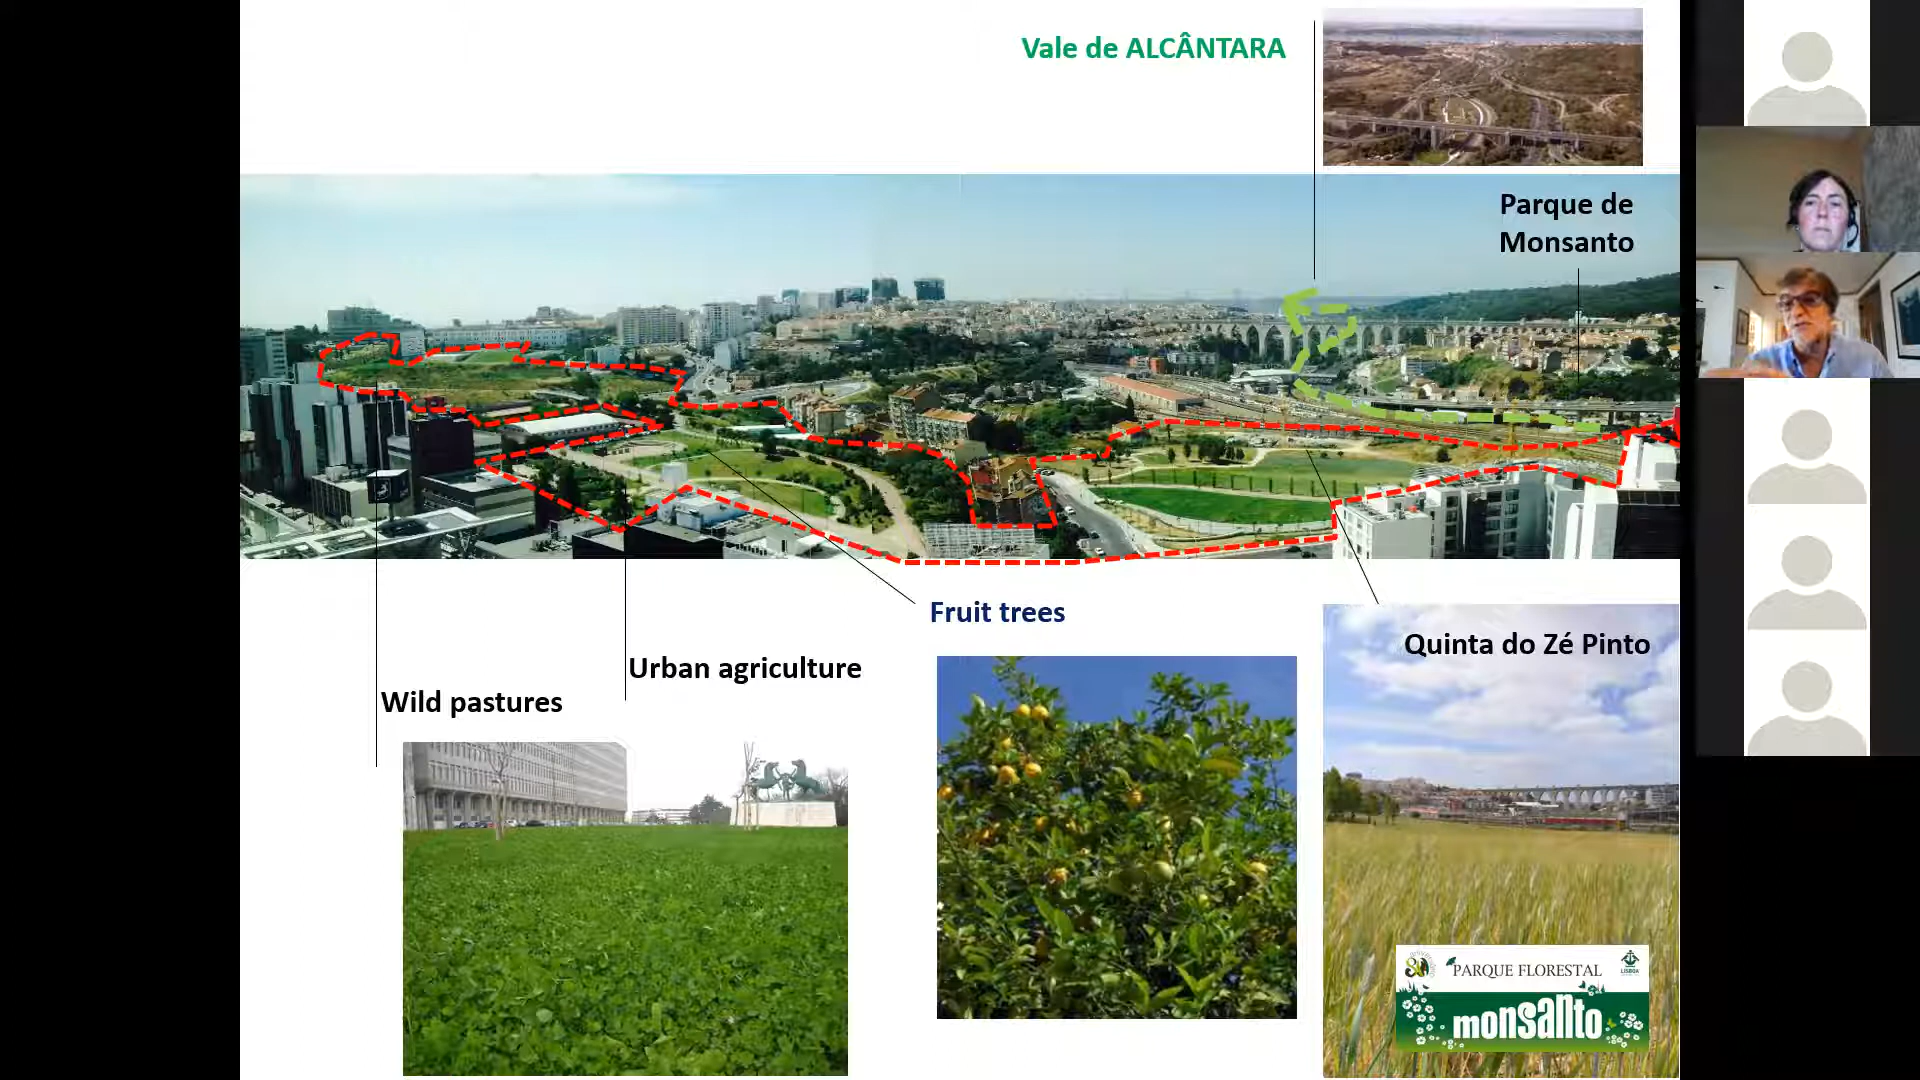 Vale de ALCÂNTARA
Parque de
Monsanto
Fruit trees
Quinta do Zé Pinto
Urban agriculture
Wild pastures
PARQUE FLORESTAL
LISBOA
monsanto